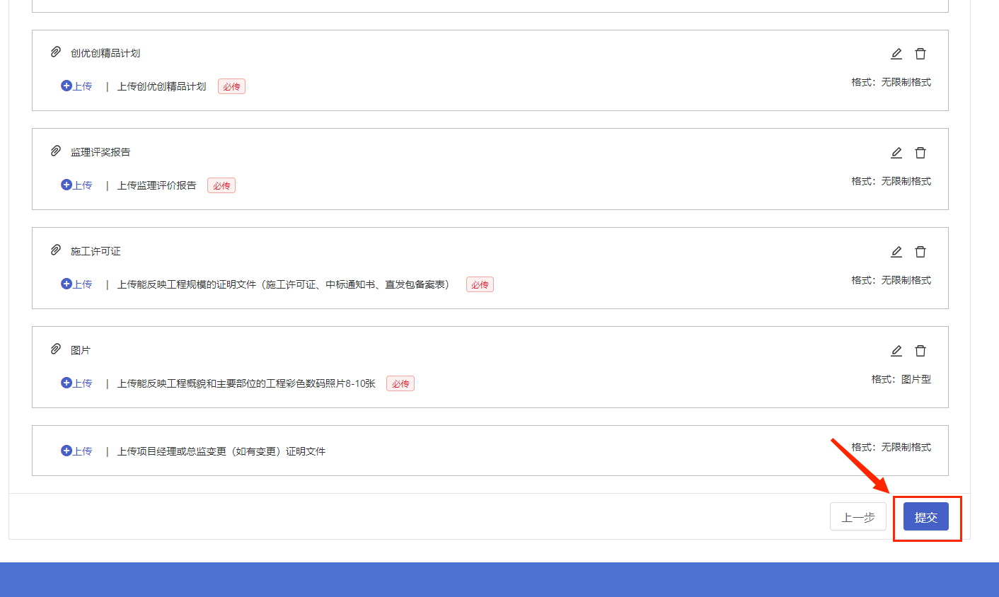 创优创精品计划
上传 | 上传创优创精品计划 必传 格式：无限制格式
监理评奖报告
上传 | 上传监理评价报告 必传 格式：无限制格式
施工许可证
上传 | 上传能反映工程规模的证明文件（施工许可证、中标通知书、直发包备案表） 必传 格式：无限制格式
图片
上传 | 上传能反映工程概貌和主要部位的工程彩色数码照片8-10张 必传 格式：图片型
上传 | 上传项目经理或总监变更（如有变更）证明文件 格式：无限制格式
上一步 提交